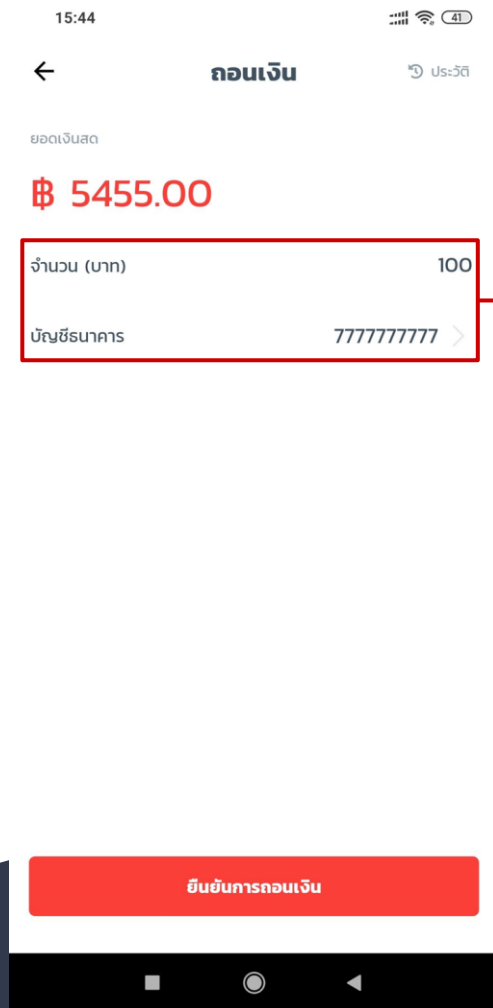 15:44 41
ถอนเงิน ประวัติ
ยอดเงินสด
฿ 5455.00
จำนวน (บาท) 100
บัญชีธนาคาร 7777777777
ยืนยันการถอนเงิน